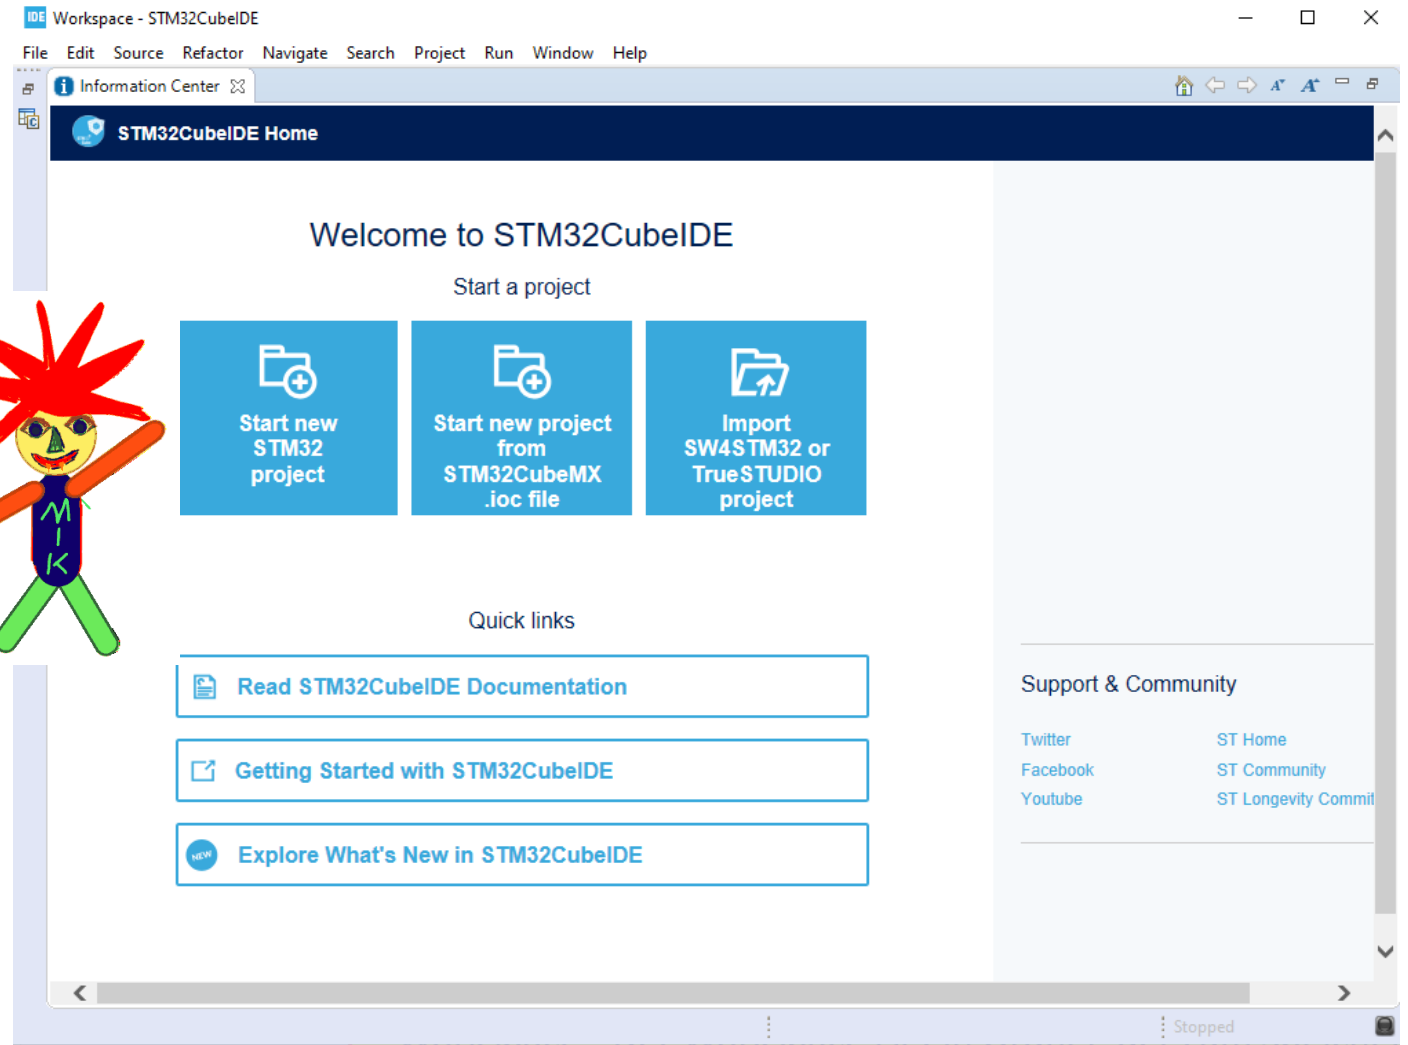 IDE Workspace - STM32CubeIDE
File Edit Source Refactor Navigate Search Project Run Window Help
Information Center
STM32CubeIDE Home
Welcome to STM32CubeIDE
Start a project
Start new
STM32
project
Start new project
from
STM32CubeMX
.ioc file
Import
SW4STM32 or
TrueSTUDIO
project
M
I
K
Quick links
Read STM32CubeIDE Documentation
Getting Started with STM32CubeIDE
NEW Explore What's New in STM32CubeIDE
Support & Community
Twitter ST Home
Facebook ST Community
Youtube ST Longevity Commit
Stopped